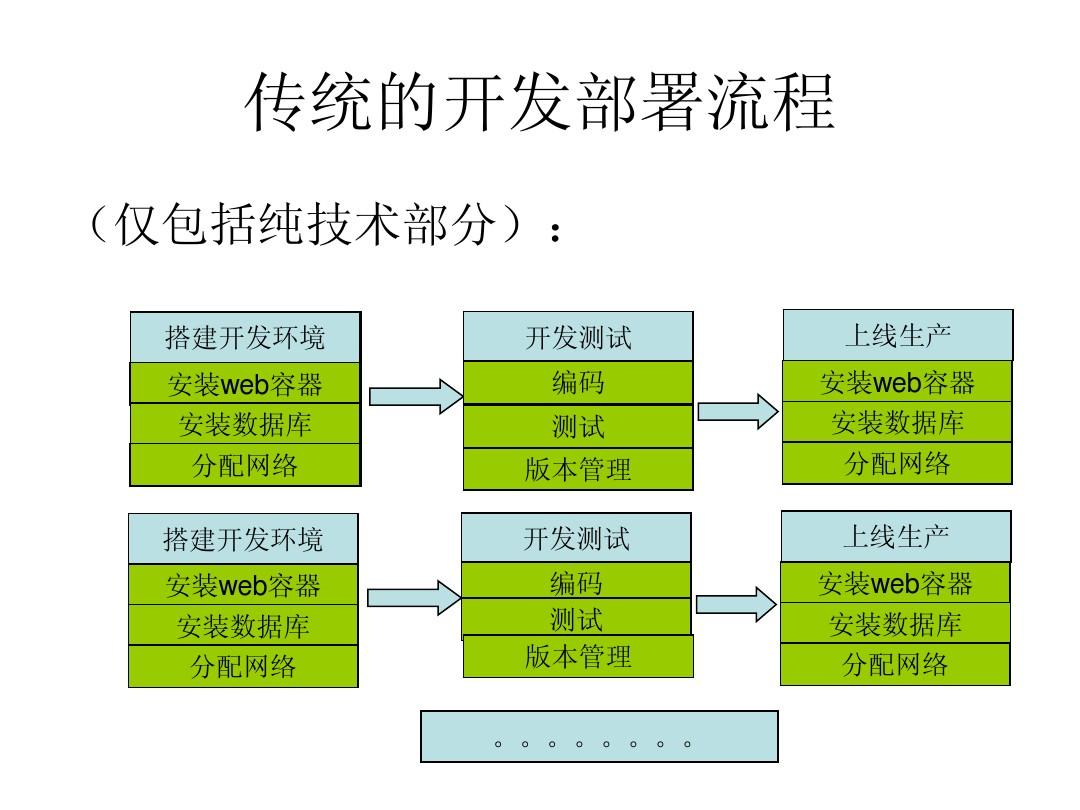 传统的开发部署流程
（仅包括纯技术部分）：
搭建开发环境
安装web容器
安装数据库
分配网络
开发测试
编码
测试
版本管理
上线生产
安装web容器
安装数据库
分配网络
搭建开发环境
安装web容器
安装数据库
分配网络
开发测试
编码
测试
版本管理
上线生产
安装web容器
安装数据库
分配网络
。。。。。。。。